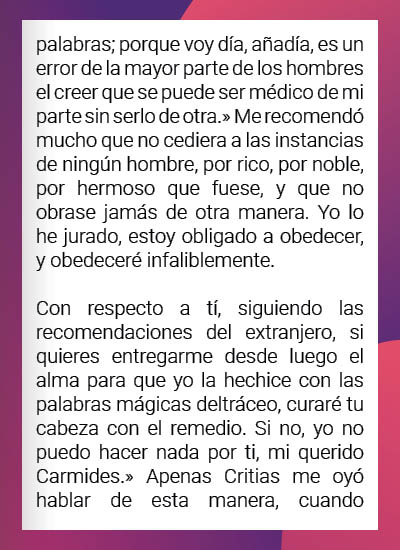 palabras; porque voy día, añadía, es un
error de la mayor parte de los hombres
el creer que se puede ser médico de mi
parte sin serlo de otra.» Me recomendó
mucho que no cediera a las instancias
de ningún hombre, por rico, por noble,
por hermoso que fuese, y que no
obrase jamás de otra manera. Yo lo
he jurado, estoy obligado a obedecer,
y obedeceré infaliblemente.

Con respecto a tí, siguiendo las
recomendaciones del extranjero, si
quieres entregarme desde luego el
alma para que yo la hechice con las
palabras mágicas deltráceo, curaré tu
cabeza con el remedio. Si no, yo no
puedo hacer nada por ti, mi querido
Carmides.» Apenas Critias me oyó
hablar de esta manera, cuando